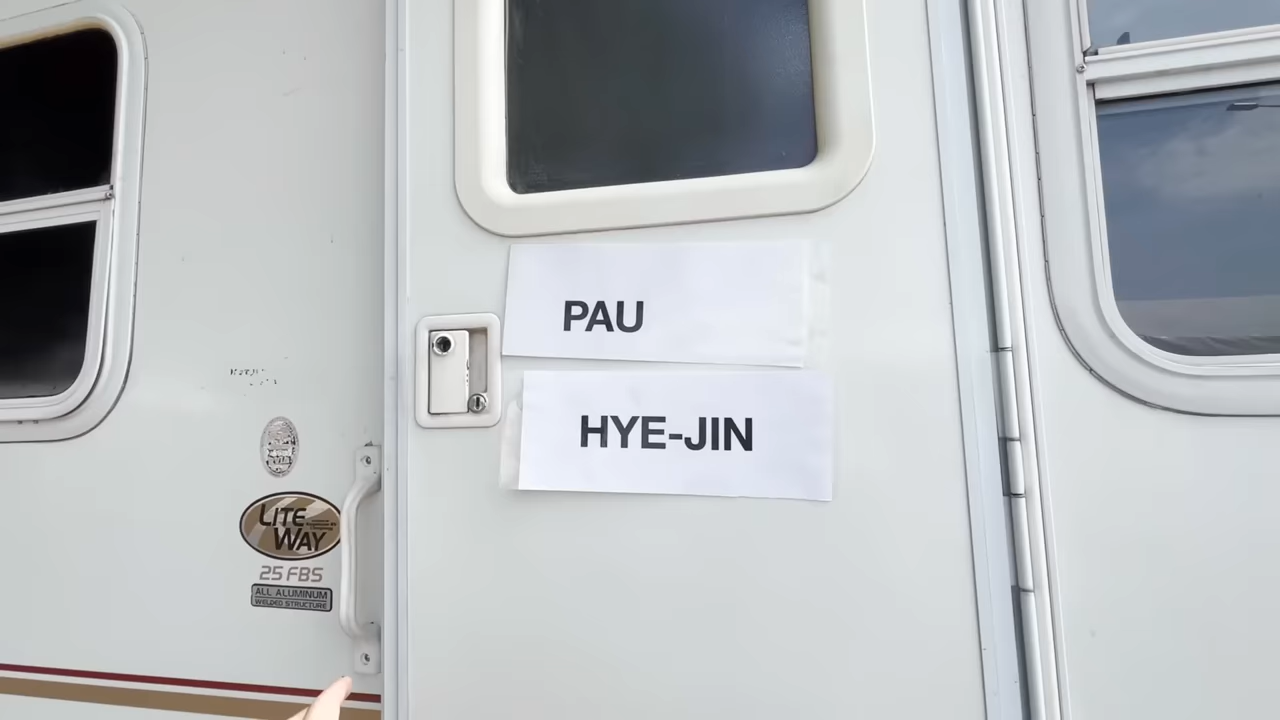 PAU
HYE-JIN
LITE
WAY
25 FBS
ALL ALUMINUM
WELDED STRUCTURE